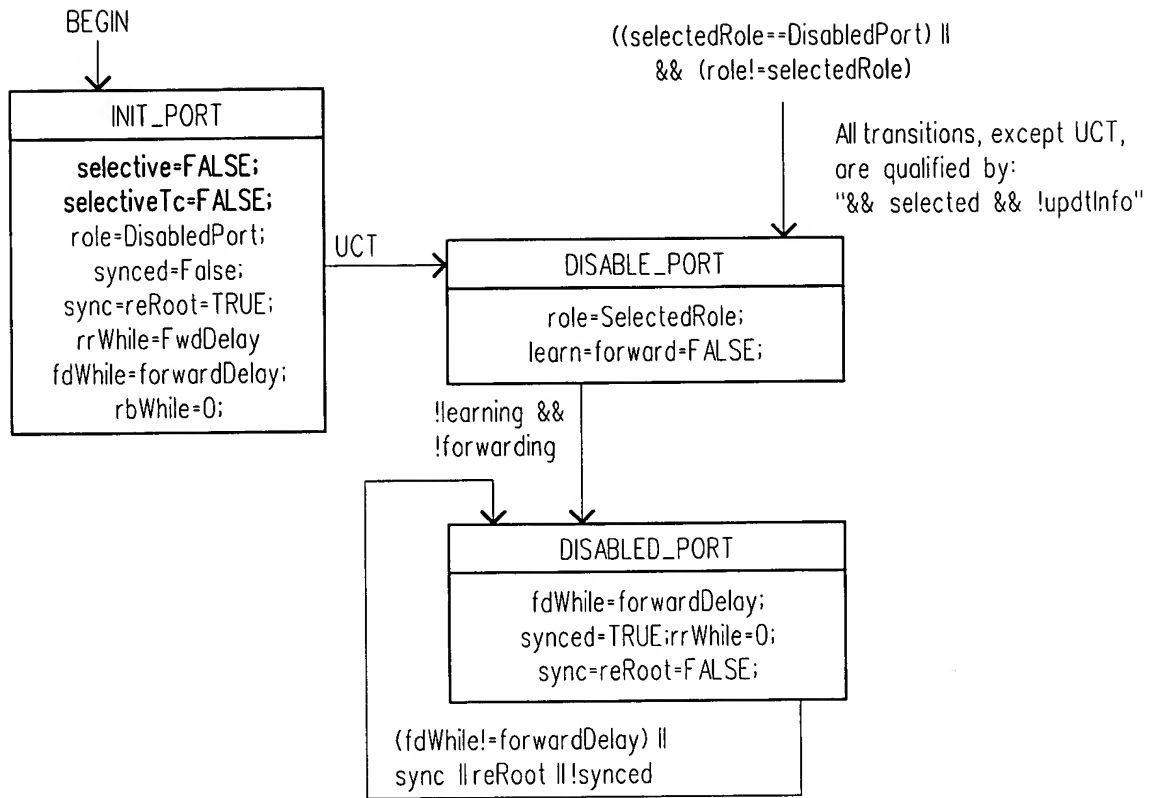 BEGIN
((selectedRole==DisabledPort) ||
&& (role!=selectedRole)
INIT_PORT
selective=FALSE;
selectiveTc=FALSE;
role=DisabledPort;
synced=False;
sync=reRoot=TRUE;
rrWhile=FwdDelay
fdWhile=forwardDelay;
rbWhile=0;
All transitions, except UCT,
are qualified by:
"&& selected && !updtInfo"
UCT
DISABLE_PORT
role=SelectedRole;
learn=forward=FALSE;
!learning &&
!forwarding
DISABLED_PORT
fdWhile=forwardDelay;
synced=TRUE;rrWhile=0;
sync=reRoot=FALSE;
(fdWhile!=forwardDelay) ||
sync ||reRoot || !synced